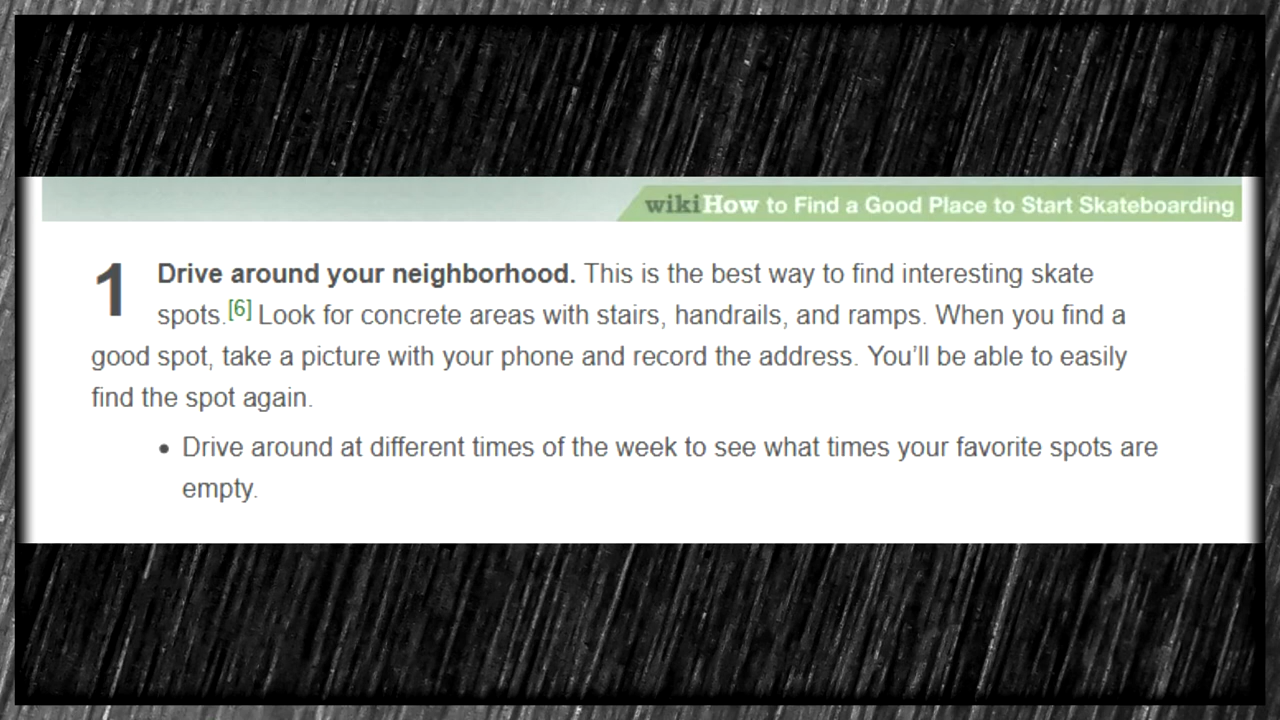 wikiHow to Find a Good Place to Start Skateboarding
1 Drive around your neighborhood. This is the best way to find interesting skate
spots.[6] Look for concrete areas with stairs, handrails, and ramps. When you find a
good spot, take a picture with your phone and record the address. You’ll be able to easily
find the spot again.
• Drive around at different times of the week to see what times your favorite spots are
empty.